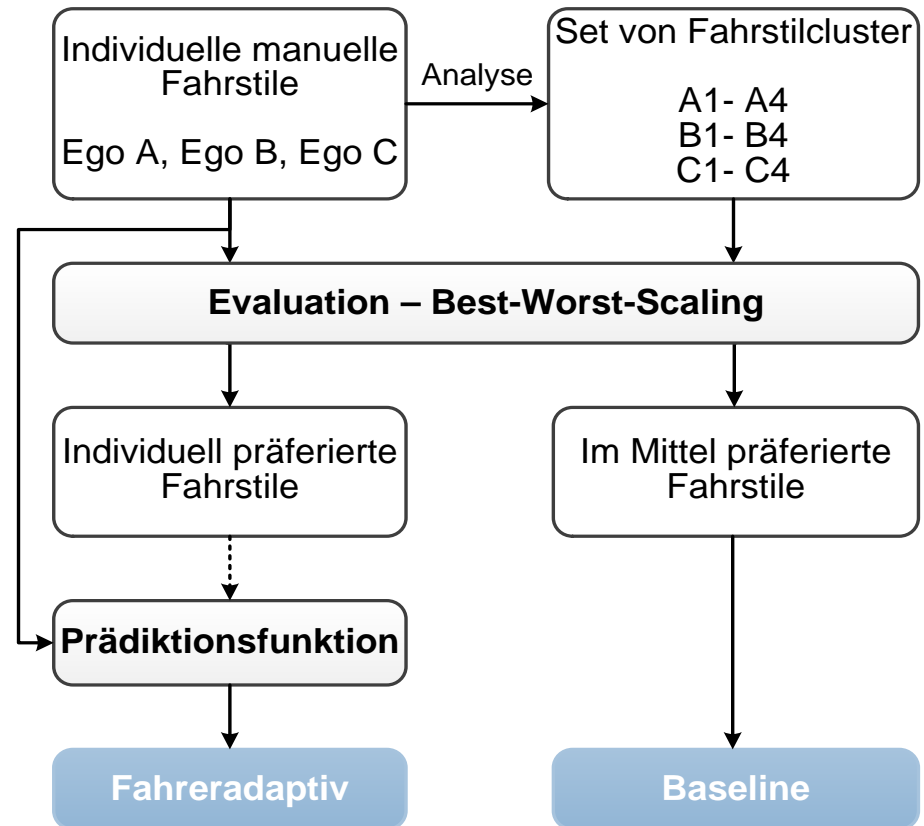 Individuelle manuelle
Fahrstile
Ego A, Ego B, Ego C
Analyse
Set von Fahrstilcluster
A1- A4
B1- B4
C1- C4
Evaluation – Best-Worst-Scaling
Individuell präferierte
Fahrstile
Im Mittel präferierte
Fahrstile
Prädiktionsfunktion
Fahreradaptiv
Baseline